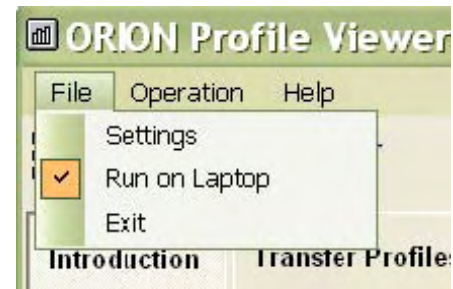 ORION Profile Viewer
File Operation Help
Settings
Run on Laptop
Exit
Introduction Transfer Profiles